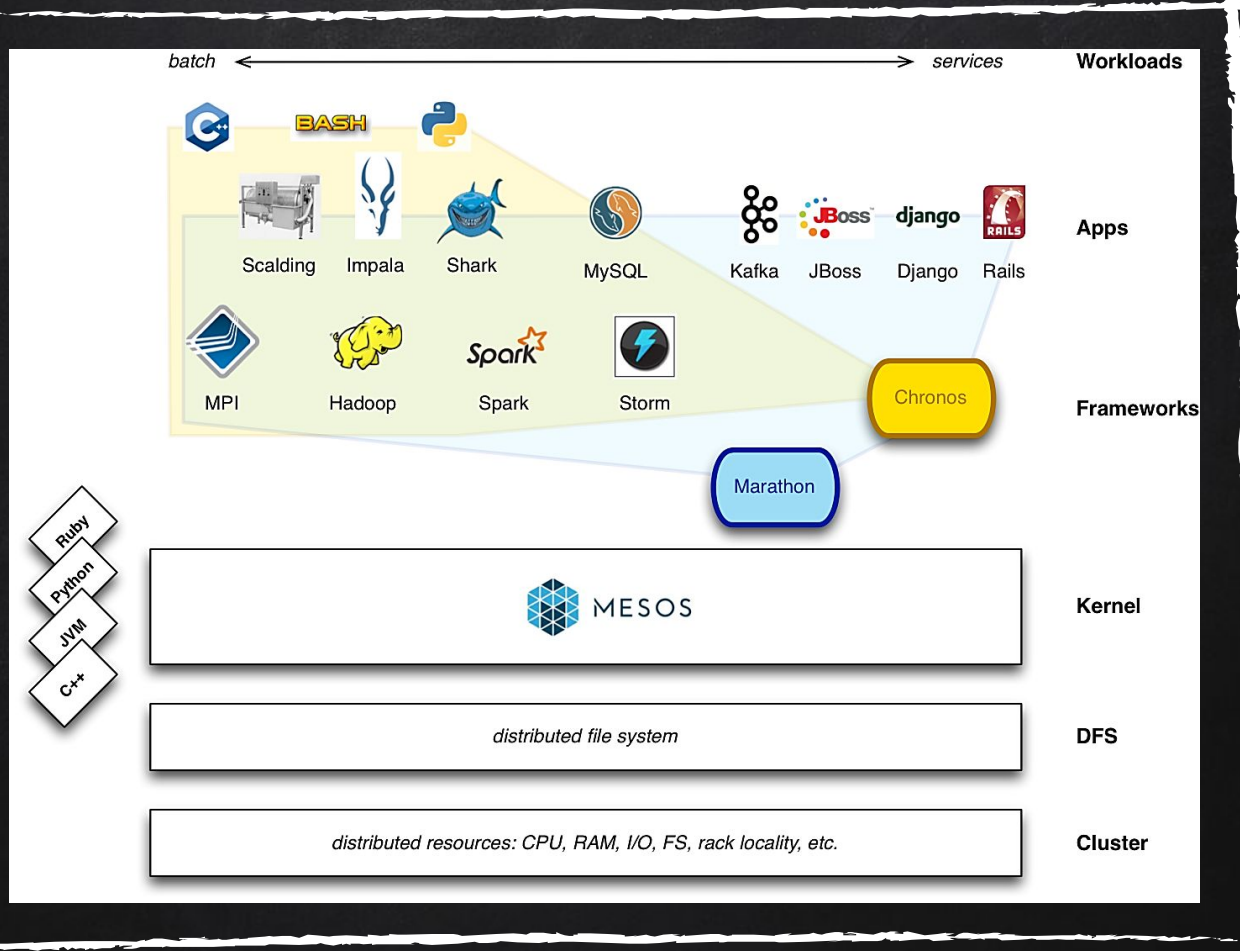 batch services Workloads
C++ BASH
JBoss django RAILS Apps
Scalding Impala Shark MySQL Kafka JBoss Django Rails
Spark
MPI Hadoop Spark Storm Chronos Frameworks
Marathon
Ruby
Python
JVM
C++
MESOS Kernel
distributed file system DFS
distributed resources: CPU, RAM, I/O, FS, rack locality, etc. Cluster